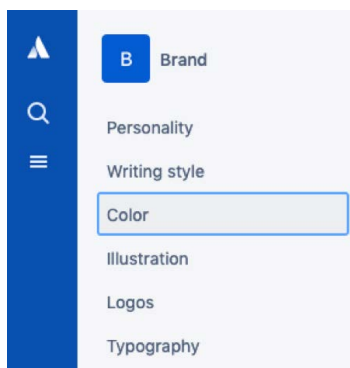 B Brand
Personality
Writing style
Color
Illustration
Logos
Typography